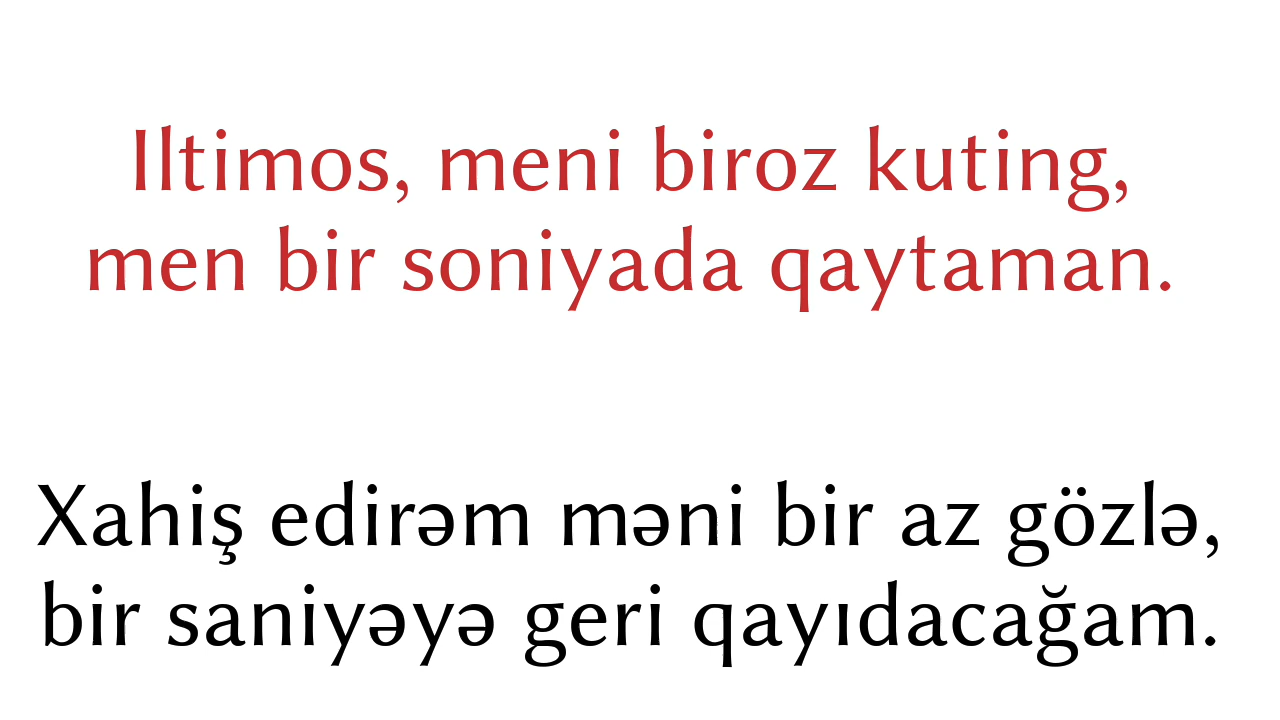 Iltimos, meni biroz kuting,
men bir soniyada qaytaman.
Xahiş edirəm məni bir az gözlə,
bir saniyəyə geri qayıdacağam.